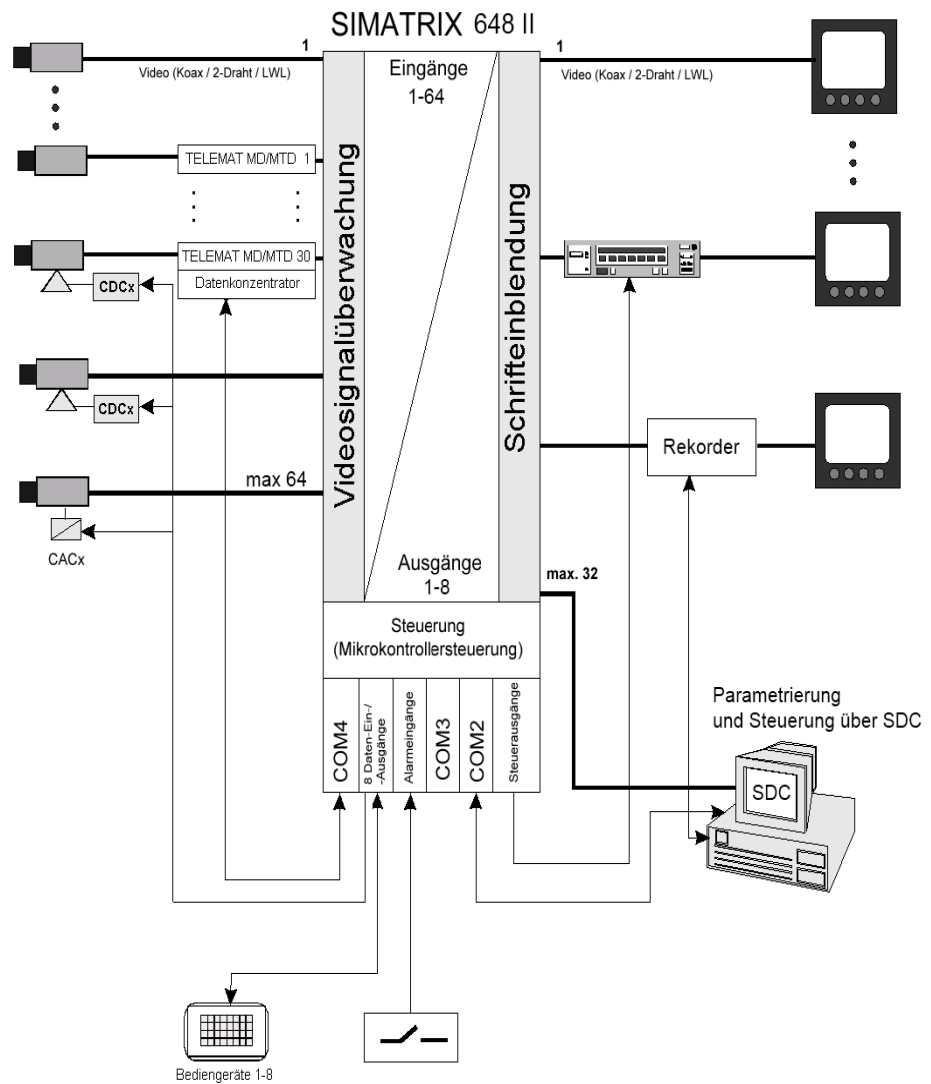 SIMATRIX 648 II
1
1
Video (Koax / 2-Draht / LWL)
Eingänge
1-64
Video (Koax / 2-Draht / LWL)
TELEMAT MD/MTD 1
TELEMAT MD/MTD 30
Datenkonzentrator
CDCx
CDCx
max 64
CACx
Videosignalüberwachung
Schrifteinblendung
Rekorder
Ausgänge
1-8
max. 32
Steuerung
(Mikrokontrollersteuerung)
COM4
8 Daten-Ein-/
-Ausgänge
Alarmeingänge
COM3
COM2
Steuerausgänge
Parametrierung
und Steuerung über SDC
SDC
Bediengeräte 1-8